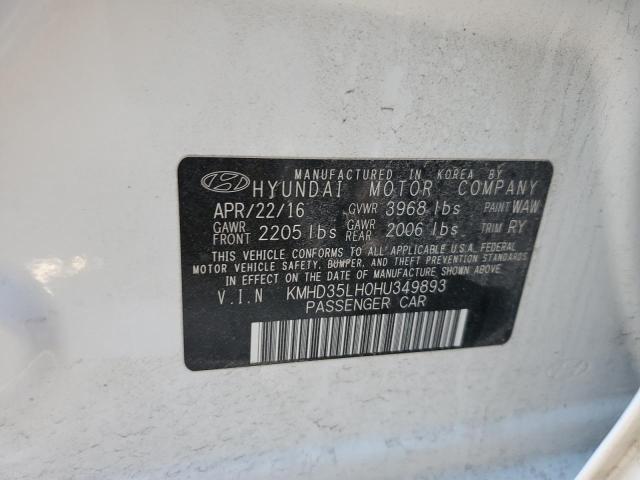 MANUFACTURED IN KOREA BY
HYUNDAI MOTOR COMPANY
APR/22/16 GVWR 3968 lbs PAINT WAW
GAWR FRONT 2205 lbs GAWR REAR 2006 lbs TRIM RY
THIS VEHICLE CONFORMS TO ALL APPLICABLE U.S.A. FEDERAL
MOTOR VEHICLE SAFETY, BUMPER, AND THEFT PREVENTION STANDARDS
IN EFFECT ON THE DATE OF MANUFACTURE SHOWN ABOVE.
V.I.N KMHD35LH0HU349893
PASSENGER CAR